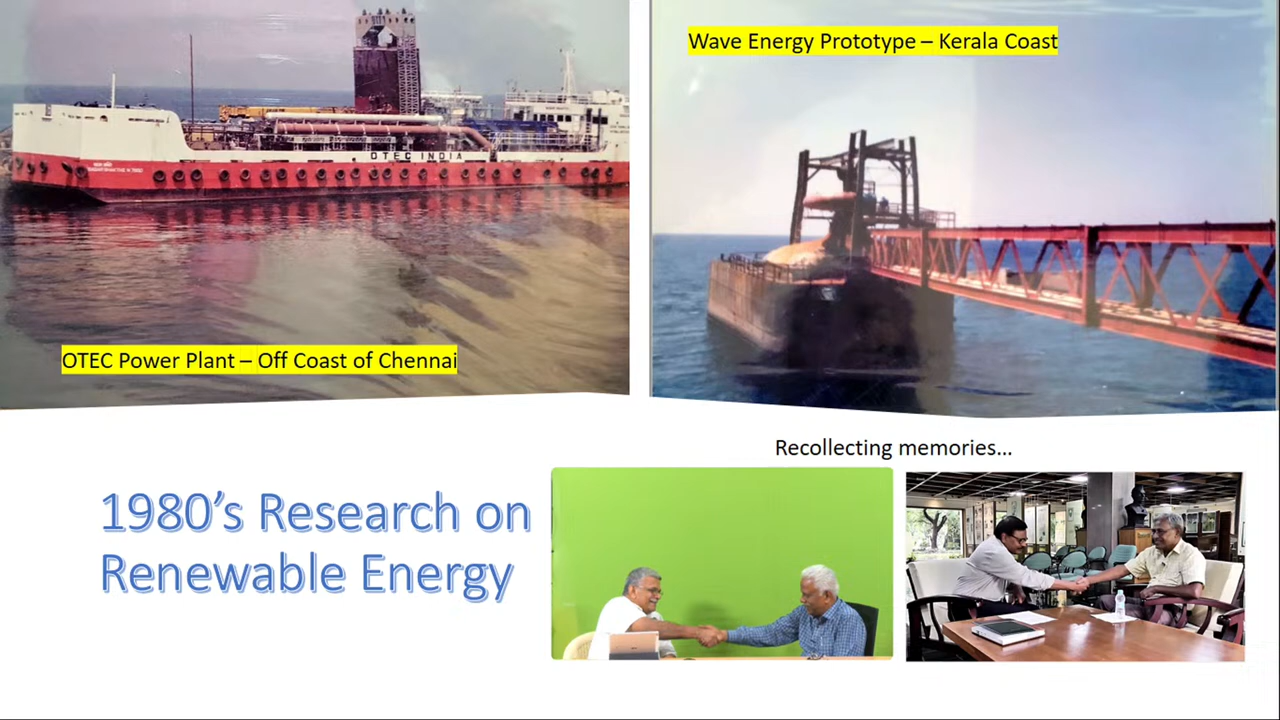 Wave Energy Prototype – Kerala Coast
OTEC INDIA
OTEC Power Plant – Off Coast of Chennai
Recollecting memories...
1980's Research on
Renewable Energy